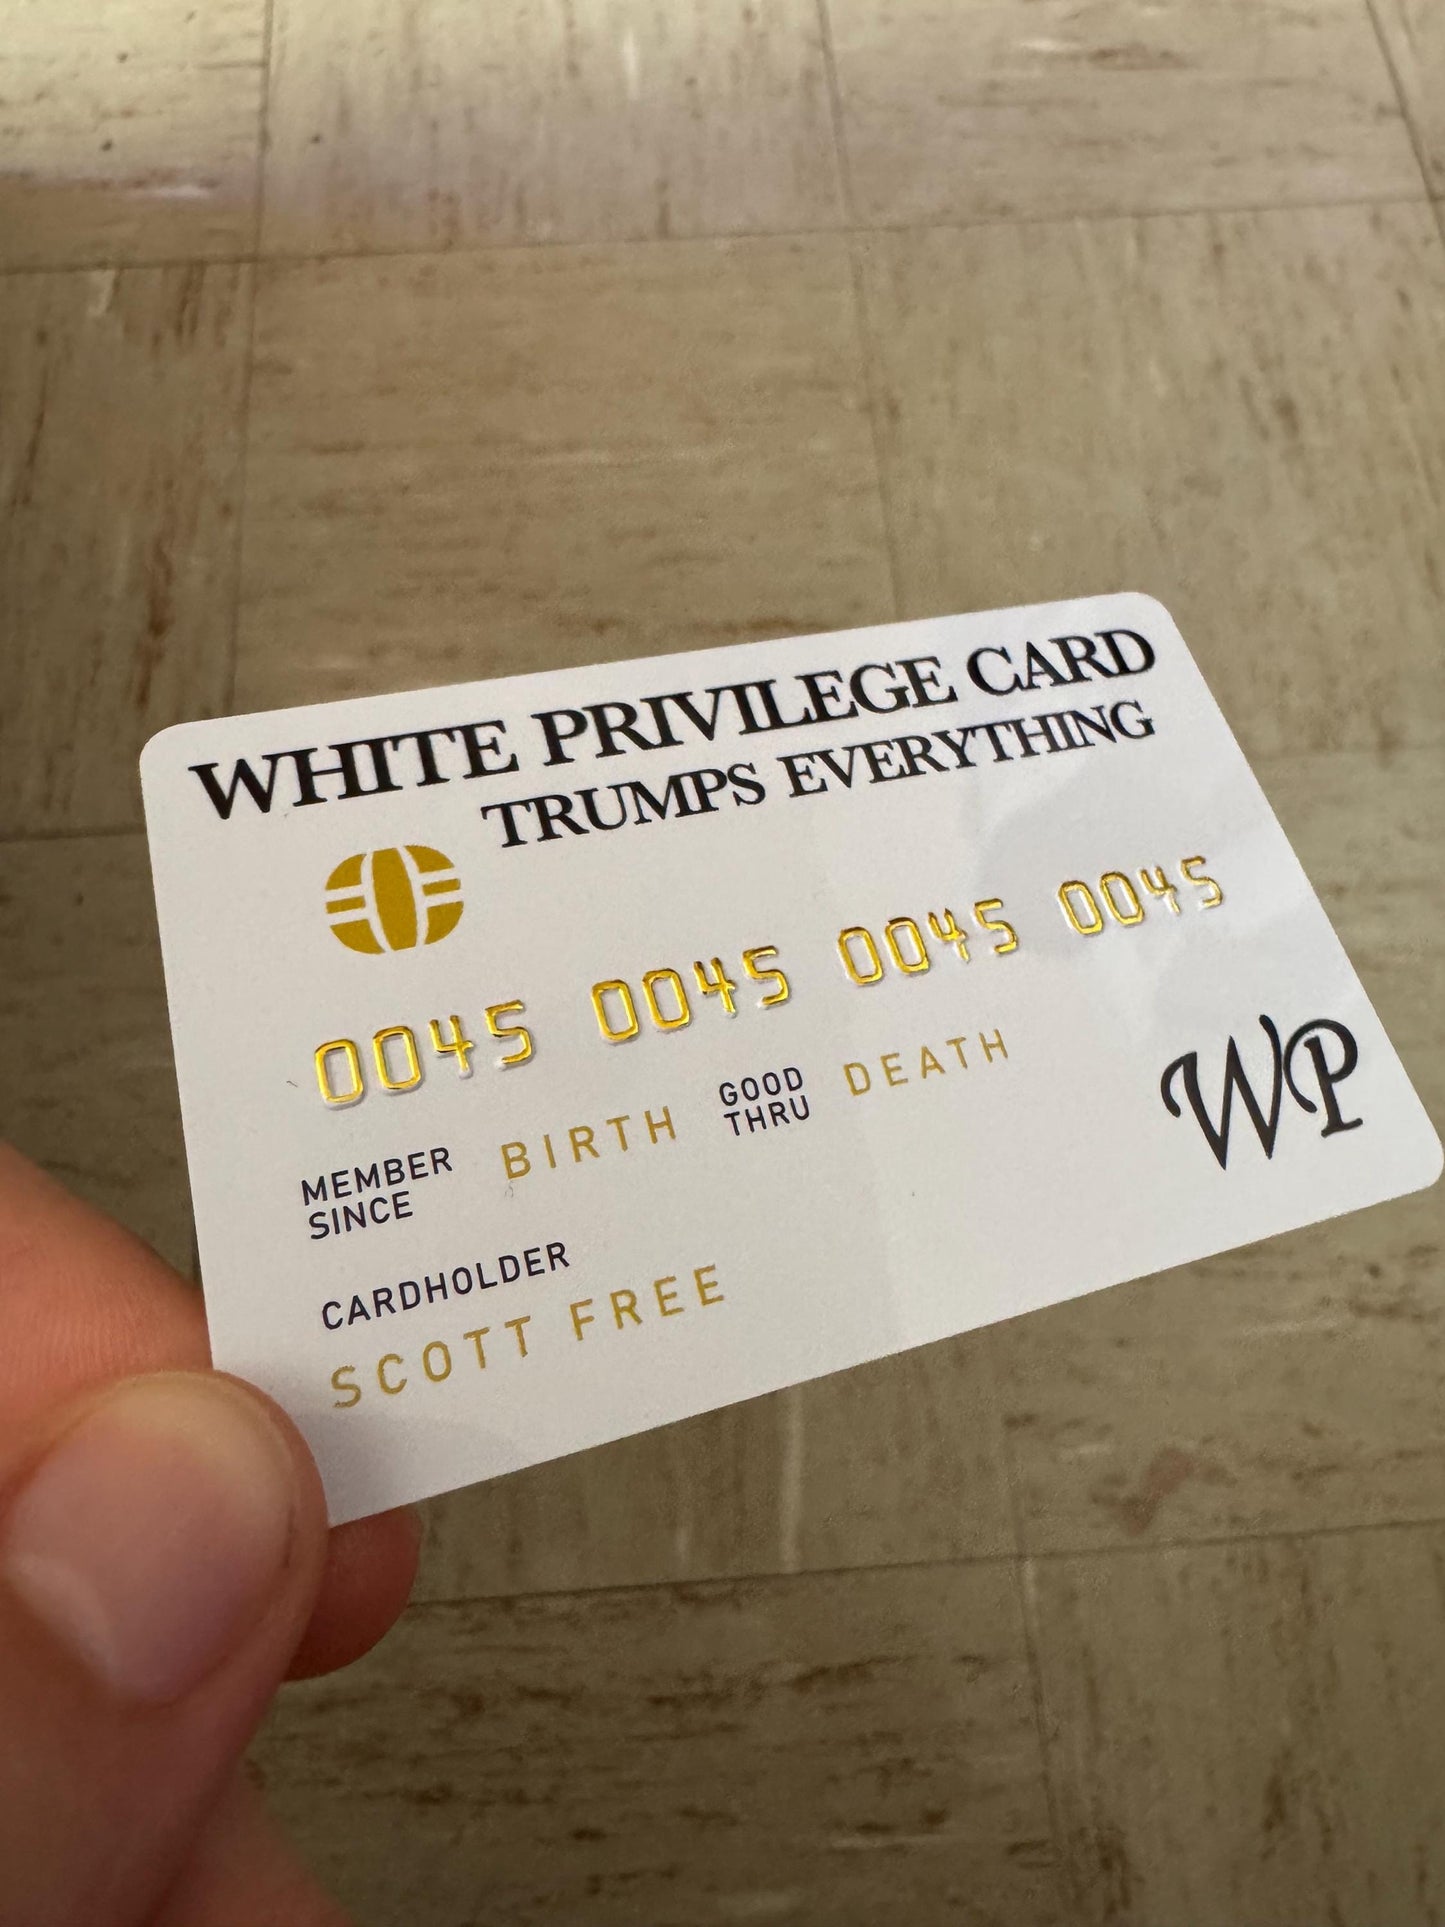 WHITE PRIVILEGE CARD
TRUMPS EVERYTHING
0045 0045 0045 0045
MEMBER SINCE BIRTH GOOD THRU DEATH
WP
CARDHOLDER
SCOTT FREE